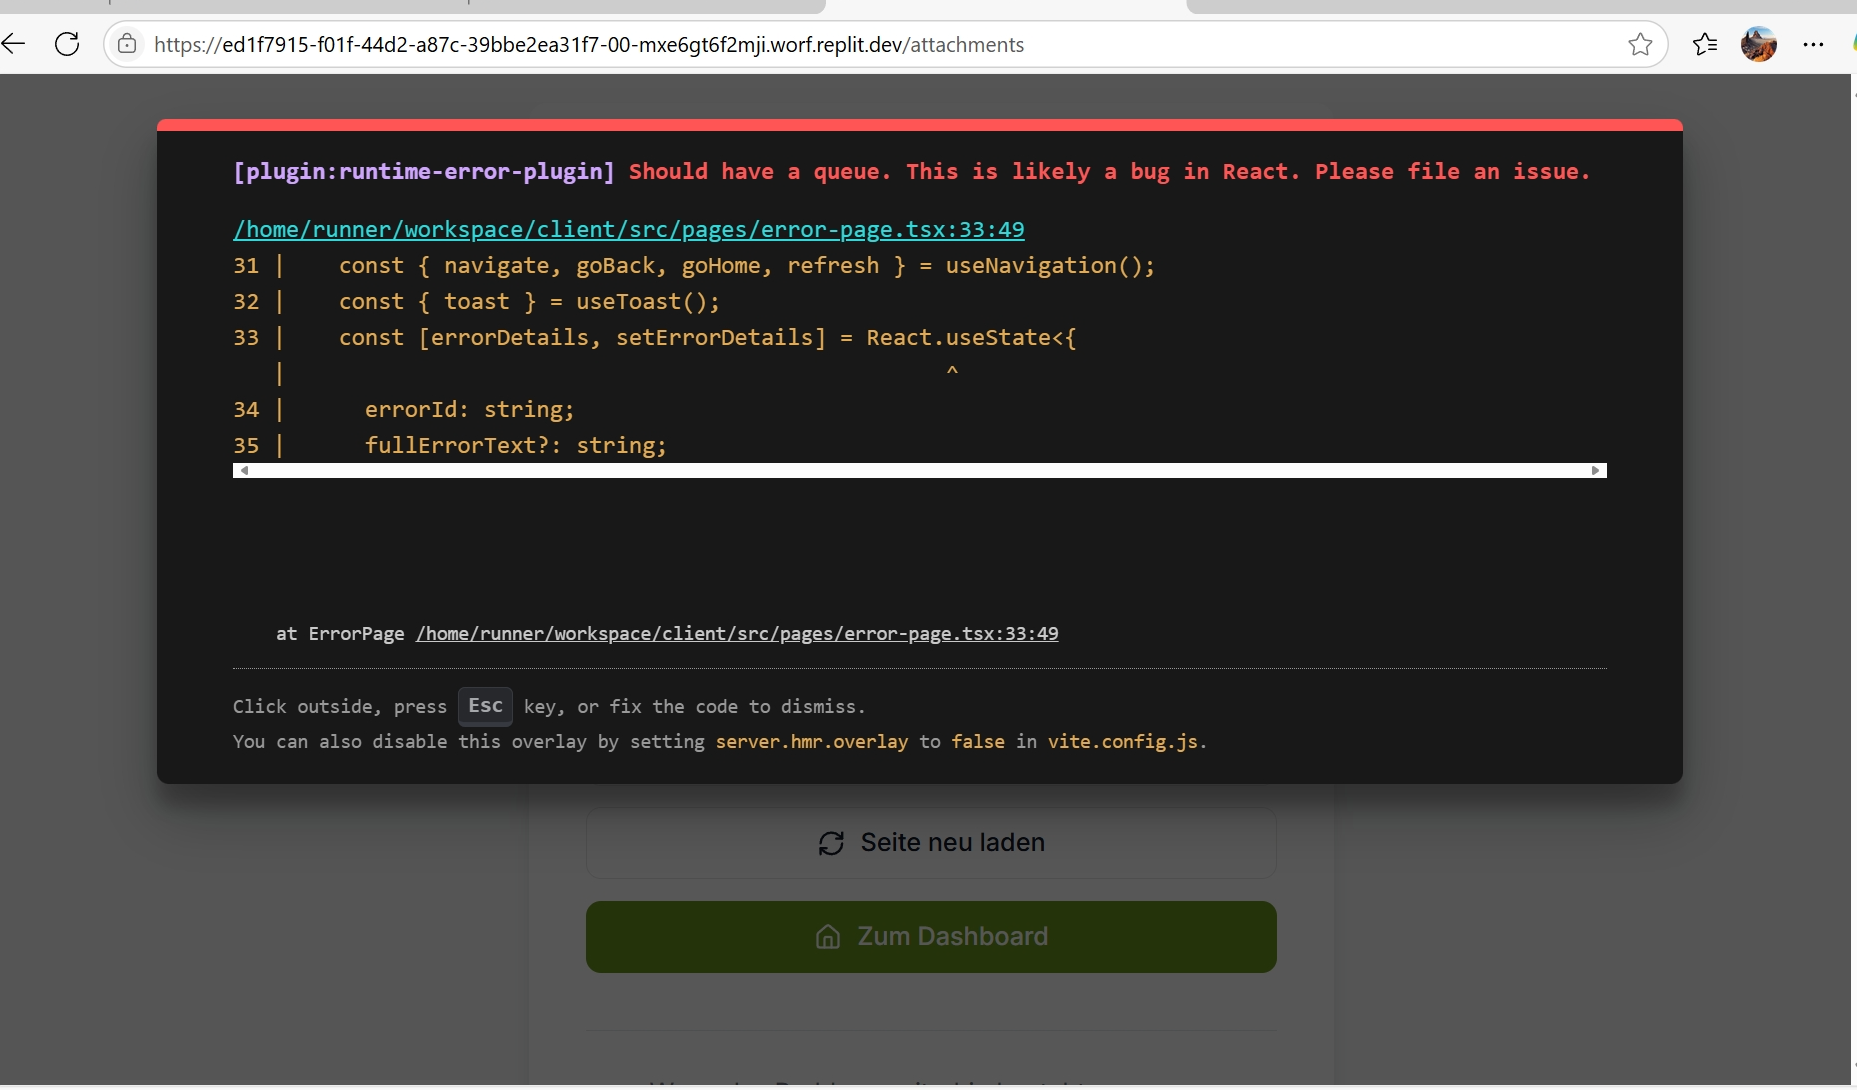 https://ed1f7915-f01f-44d2-a87c-39bbe2ea31f7-00-mxe6gt6f2mji.worf.replit.dev/attachments
[plugin:runtime-error-plugin] Should have a queue. This is likely a bug in React. Please file an issue.
/home/runner/workspace/client/src/pages/error-page.tsx:33:49
31 |    const { navigate, goBack, goHome, refresh } = useNavigation();
32 |    const { toast } = useToast();
33 |    const [errorDetails, setErrorDetails] = React.useState<{
   |                                                  ^
34 |      errorId: string;
35 |      fullErrorText?: string;
at ErrorPage /home/runner/workspace/client/src/pages/error-page.tsx:33:49
Click outside, press Esc key, or fix the code to dismiss.
You can also disable this overlay by setting server.hmr.overlay to false in vite.config.js.
Seite neu laden
Zum Dashboard